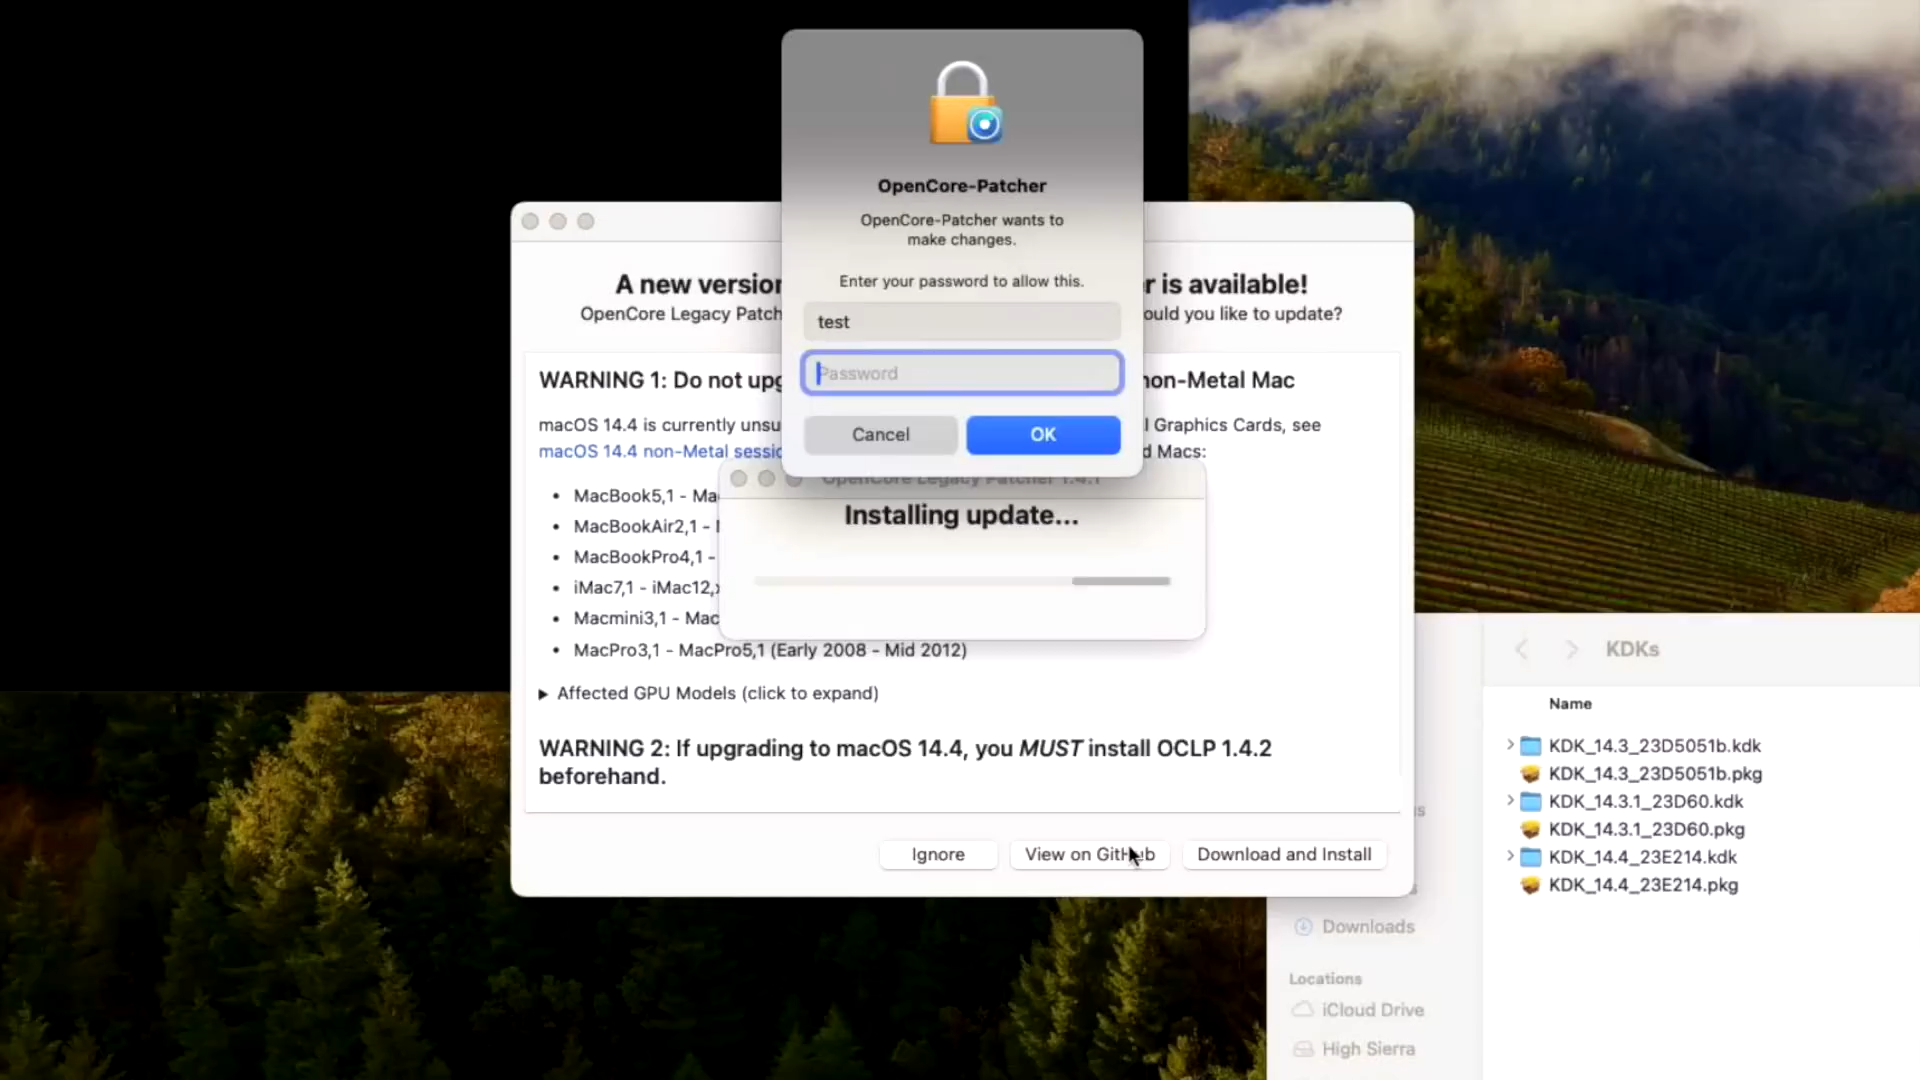 OpenCore-Patcher
OpenCore-Patcher wants to
make changes.
Enter your password to allow this.
test
Password
Cancel
OK
A new version
r is available!
OpenCore Legacy Patch
ould you like to update?
WARNING 1: Do not upg
non-Metal Mac
macOS 14.4 is currently unsu
l Graphics Cards, see
macOS 14.4 non-Metal sessio
d Macs:
OpenCore Legacy Patcher 1.4.1
Installing update...
• MacBook5,1 - Ma
• MacBookAir2,1 -
• MacBookPro4,1 -
• iMac7,1 - iMac12,x
• Macmini3,1 - Mac
• MacPro3,1 - MacPro5,1 (Early 2008 - Mid 2012)
Affected GPU Models (click to expand)
WARNING 2: If upgrading to macOS 14.4, you MUST install OCLP 1.4.2
beforehand.
Ignore
View on GitHub
Download and Install
KDKs
Name
KDK_14.3_23D5051b.kdk
KDK_14.3_23D5051b.pkg
KDK_14.3.1_23D60.kdk
KDK_14.3.1_23D60.pkg
KDK_14.4_23E214.kdk
KDK_14.4_23E214.pkg
Downloads
Locations
iCloud Drive
High Sierra